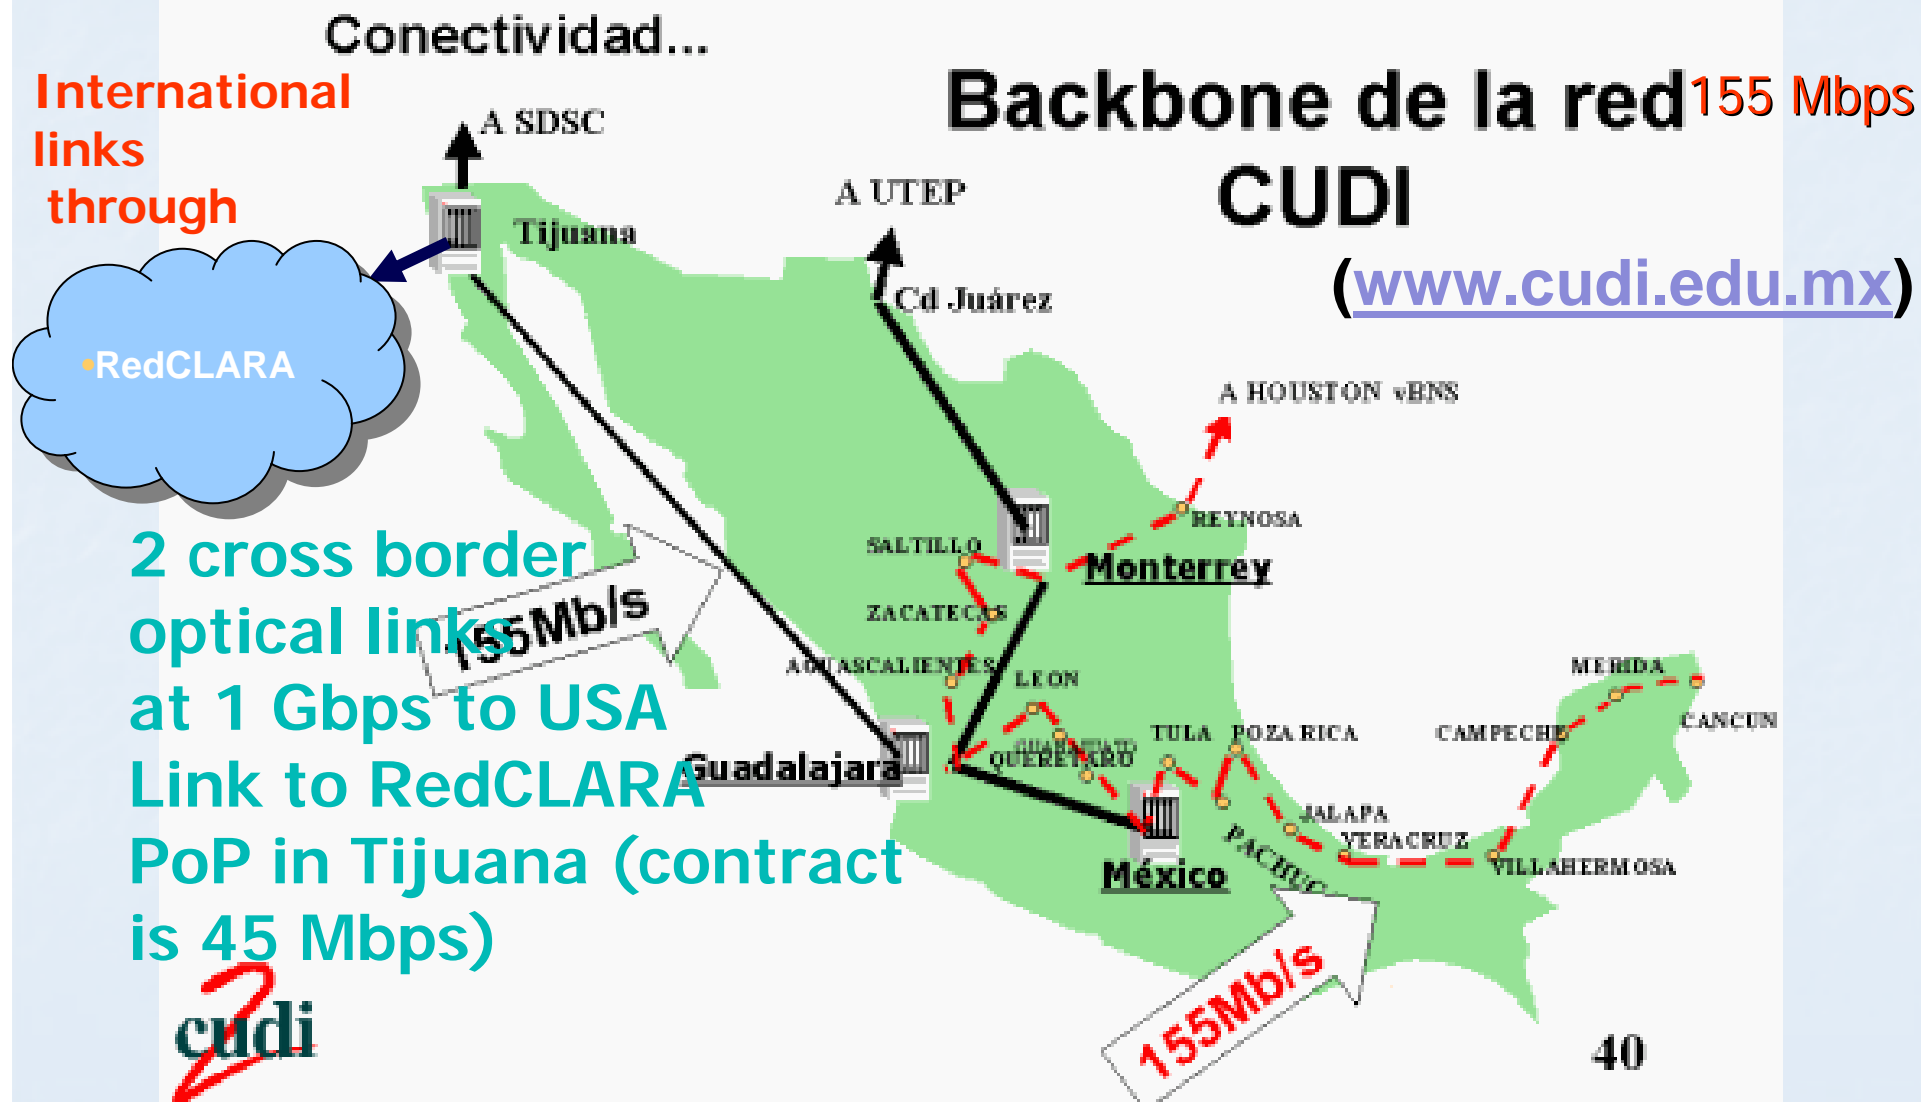 Conectividad...
International
links
through
A SDSC
Backbone de la red 155 Mbps
CUDI
(www.cudi.edu.mx)
A UTEP
Tijuana
Cd Juárez
•RedCLARA
A HOUSTON vBNS
REYNOSA
SALTILLO
Monterrey
ZACATECAS
AGUASCALIENTES
LEON
2 cross border
optical links
at 1 Gbps to USA
Link to RedCLARA
PoP in Tijuana (contract
is 45 Mbps)
155Mb/s
Guadalajara
QUERETARO
TULA
POZA RICA
MERIDA
CANCUN
CAMPECHE
JALAPA
VERACRUZ
VILLAHERMOSA
México
155Mb/s
cudi
2
40